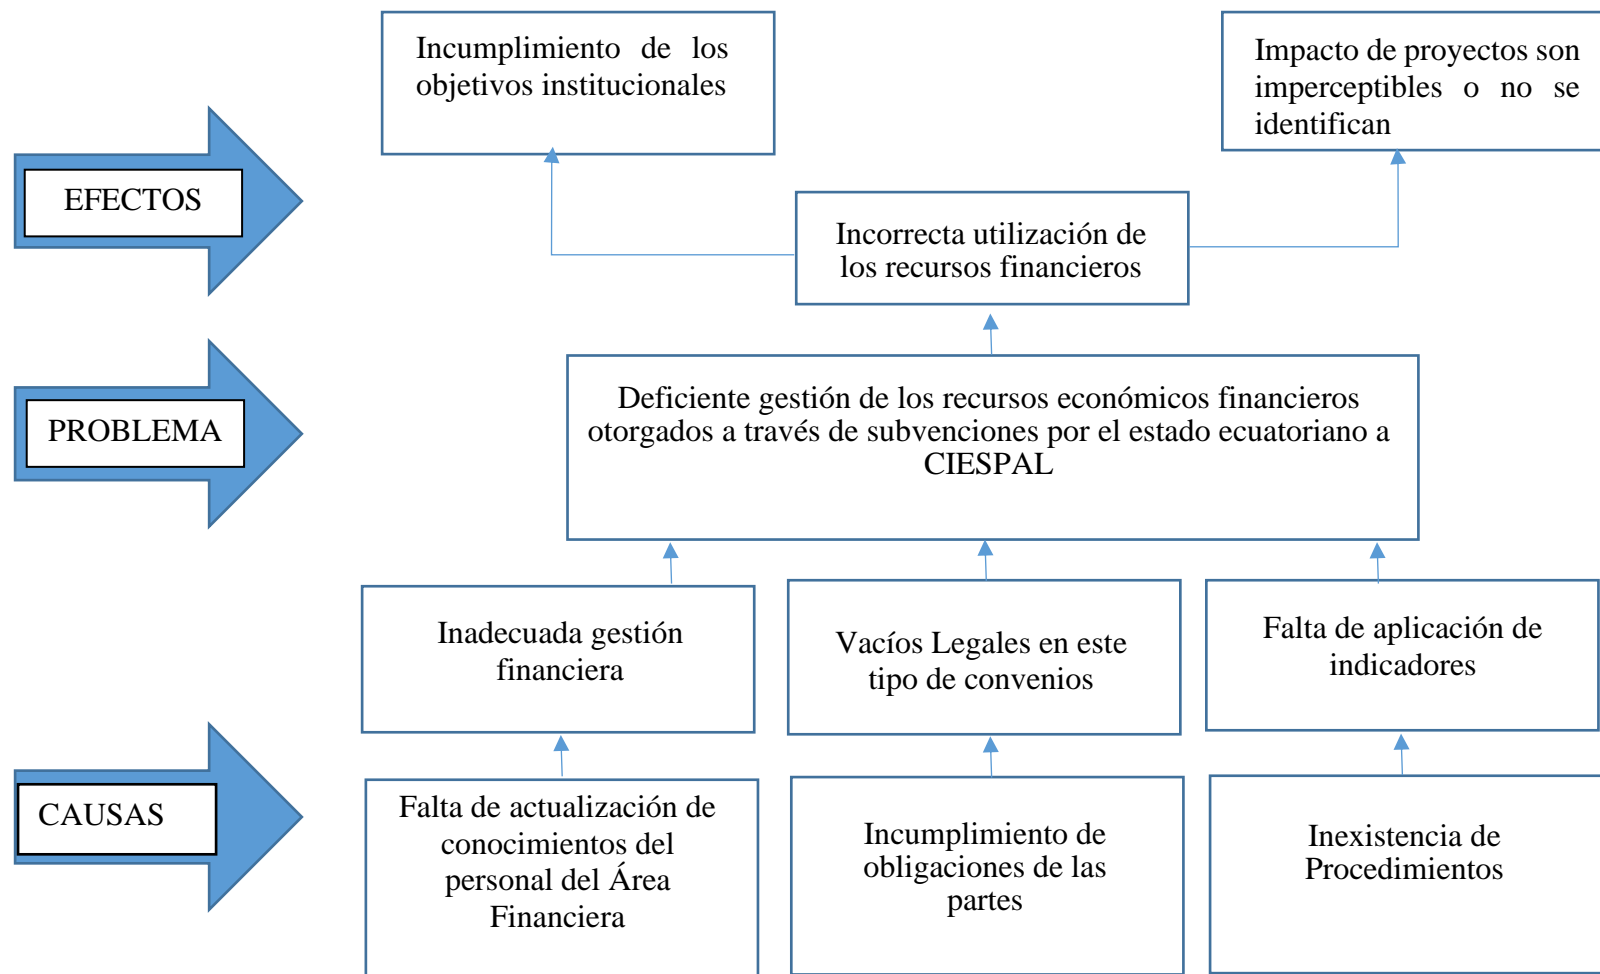 Incumplimiento de los
objetivos institucionales
Impacto de proyectos son
imperceptibles o no se
identifican
EFECTOS
Incorrecta utilización de
los recursos financieros
PROBLEMA
Deficiente gestión de los recursos económicos financieros
otorgados a través de subvenciones por el estado ecuatoriano a
CIESPAL
Inadecuada gestión
financiera
Vacíos Legales en este
tipo de convenios
Falta de aplicación de
indicadores
CAUSAS
Falta de actualización de
conocimientos del
personal del Área
Financiera
Incumplimiento de
obligaciones de las
partes
Inexistencia de
Procedimientos